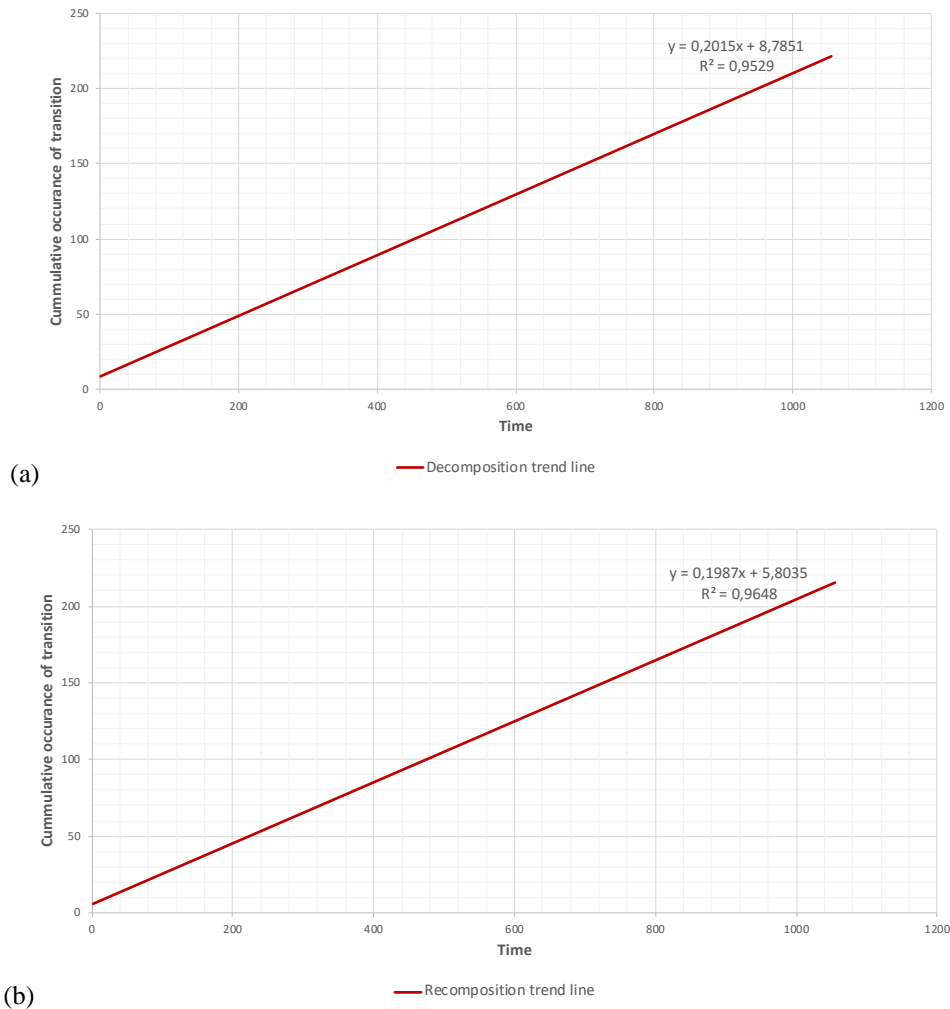 250
y = 0,2015x + 8,7851
R² = 0,9529
200
150
100
50
0
0 200 400 600 800 1000 1200
Cummulative occurance of transition
Time
(a)
Decomposition trend line
250
y = 0,1987x + 5,8035
R² = 0,9648
200
150
100
50
0
0 200 400 600 800 1000 1200
Cummulative occurance of transition
Time
(b)
Recomposition trend line